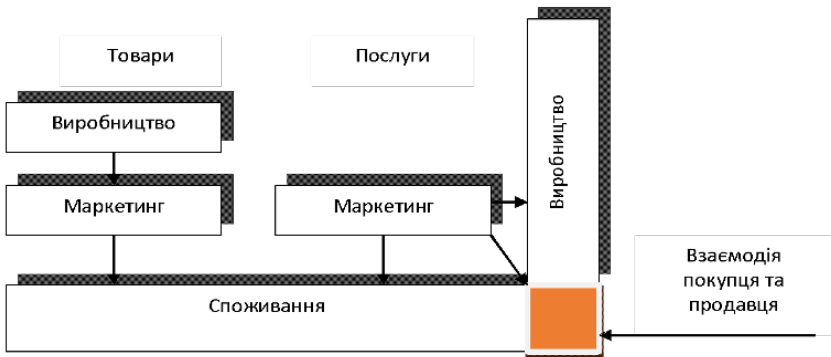 Товари
Послуги
Виробництво
Виробництво
Маркетинг
Маркетинг
Споживання
Взаємодія
покупця та
продавця